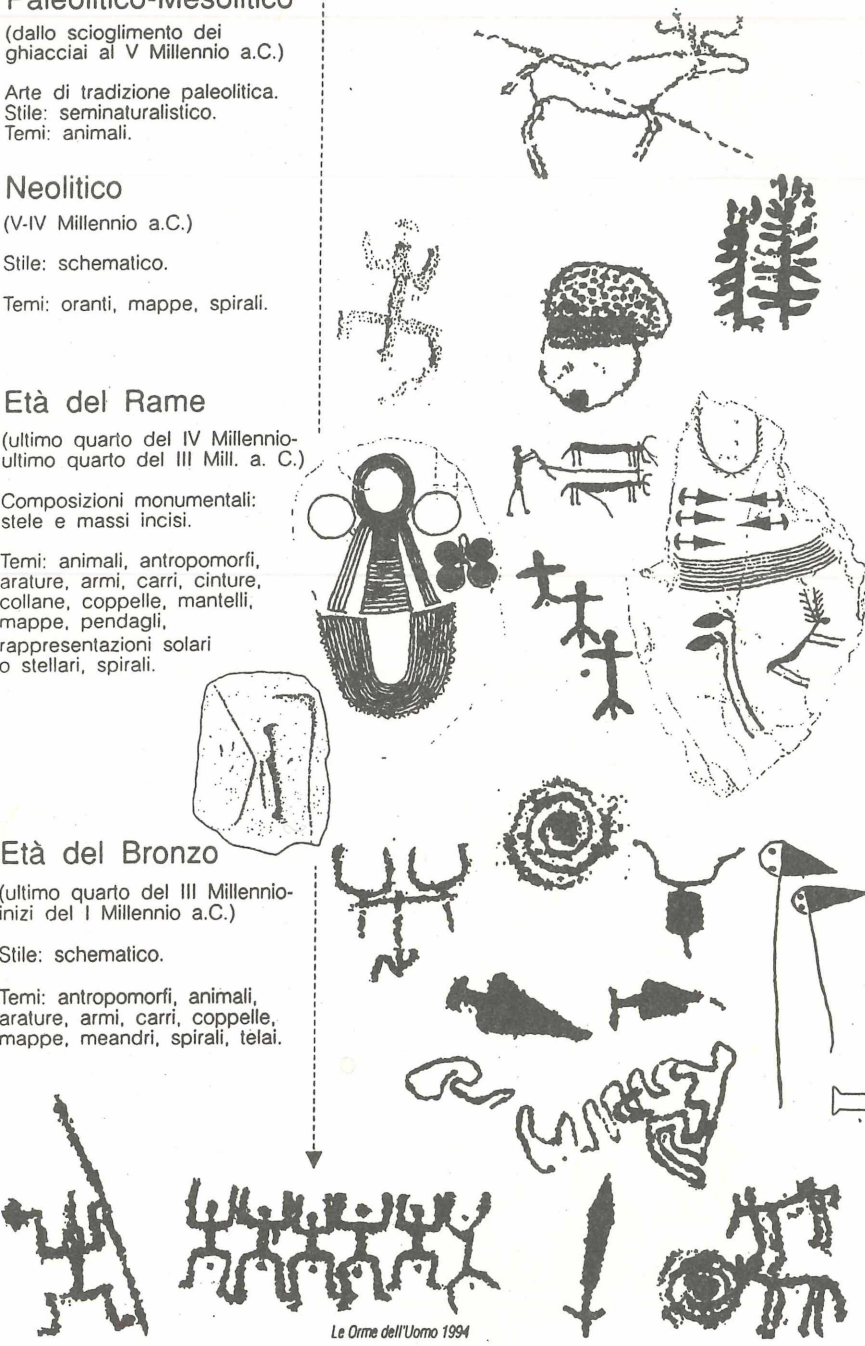 Paleolitico-Mesolitico
(dallo scioglimento dei
ghiacciai al V Millennio a.C.)
Arte di tradizione paleolitica.
Stile: seminaturalistico.
Temi: animali.
Neolitico
(V-IV Millennio a.C.)
Stile: schematico.
Temi: oranti, mappe, spirali.
Età del Rame
(ultimo quarto del IV Millennio-
ultimo quarto del III Mill. a. C.)
Composizioni monumentali:
stele e massi incisi.
Temi: animali, antropomorfi,
arature, armi, carri, cinture,
collane, coppelle, mantelli,
mappe, pendagli,
rappresentazioni solari
o stellari, spirali.
Età del Bronzo
(ultimo quarto del III Millennio-
inizi del I Millennio a.C.)
Stile: schematico.
Temi: antropomorfi, animali,
arature, armi, carri, coppelle,
mappe, meandri, spirali, telai.
Le Orme dell'Uomo 1994